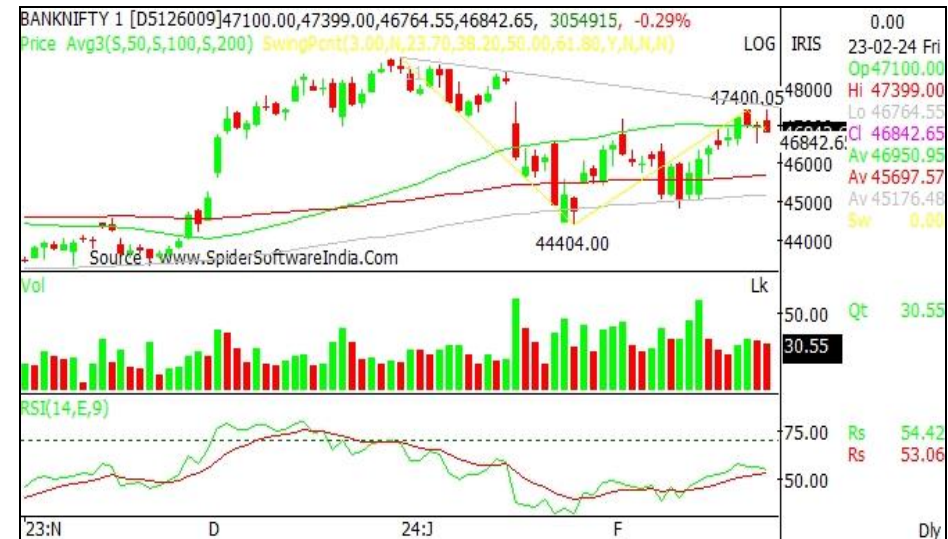 BANKNIFTY 1 [D5126009]47100.00,47399.00,46764.55,46842.65, 3054915, -0.29%
Price Avg3(S,50,S,100,S,200) SwingPcnt(3.00,N,23.70,38.20,50.00,61.80,Y,N,N,N)
LOG
IRIS
0.00
23-02-24 Fri
Op47100.00
Hi 47399.00
Lo 46764.55
Cl 46842.65
Av 46950.95
Av 45697.57
Av 45176.48
Sw 0.00
47400.05
48000
46842.6
46000
45000
44000
44404.00
Source : www.SpiderSoftwareIndia.Com
Vol
Lk
50.00
30.55
Qt 30.55
RSI(14,E,9)
75.00
50.00
Rs 54.42
Rs 53.06
23:N D 24:J F
Dly